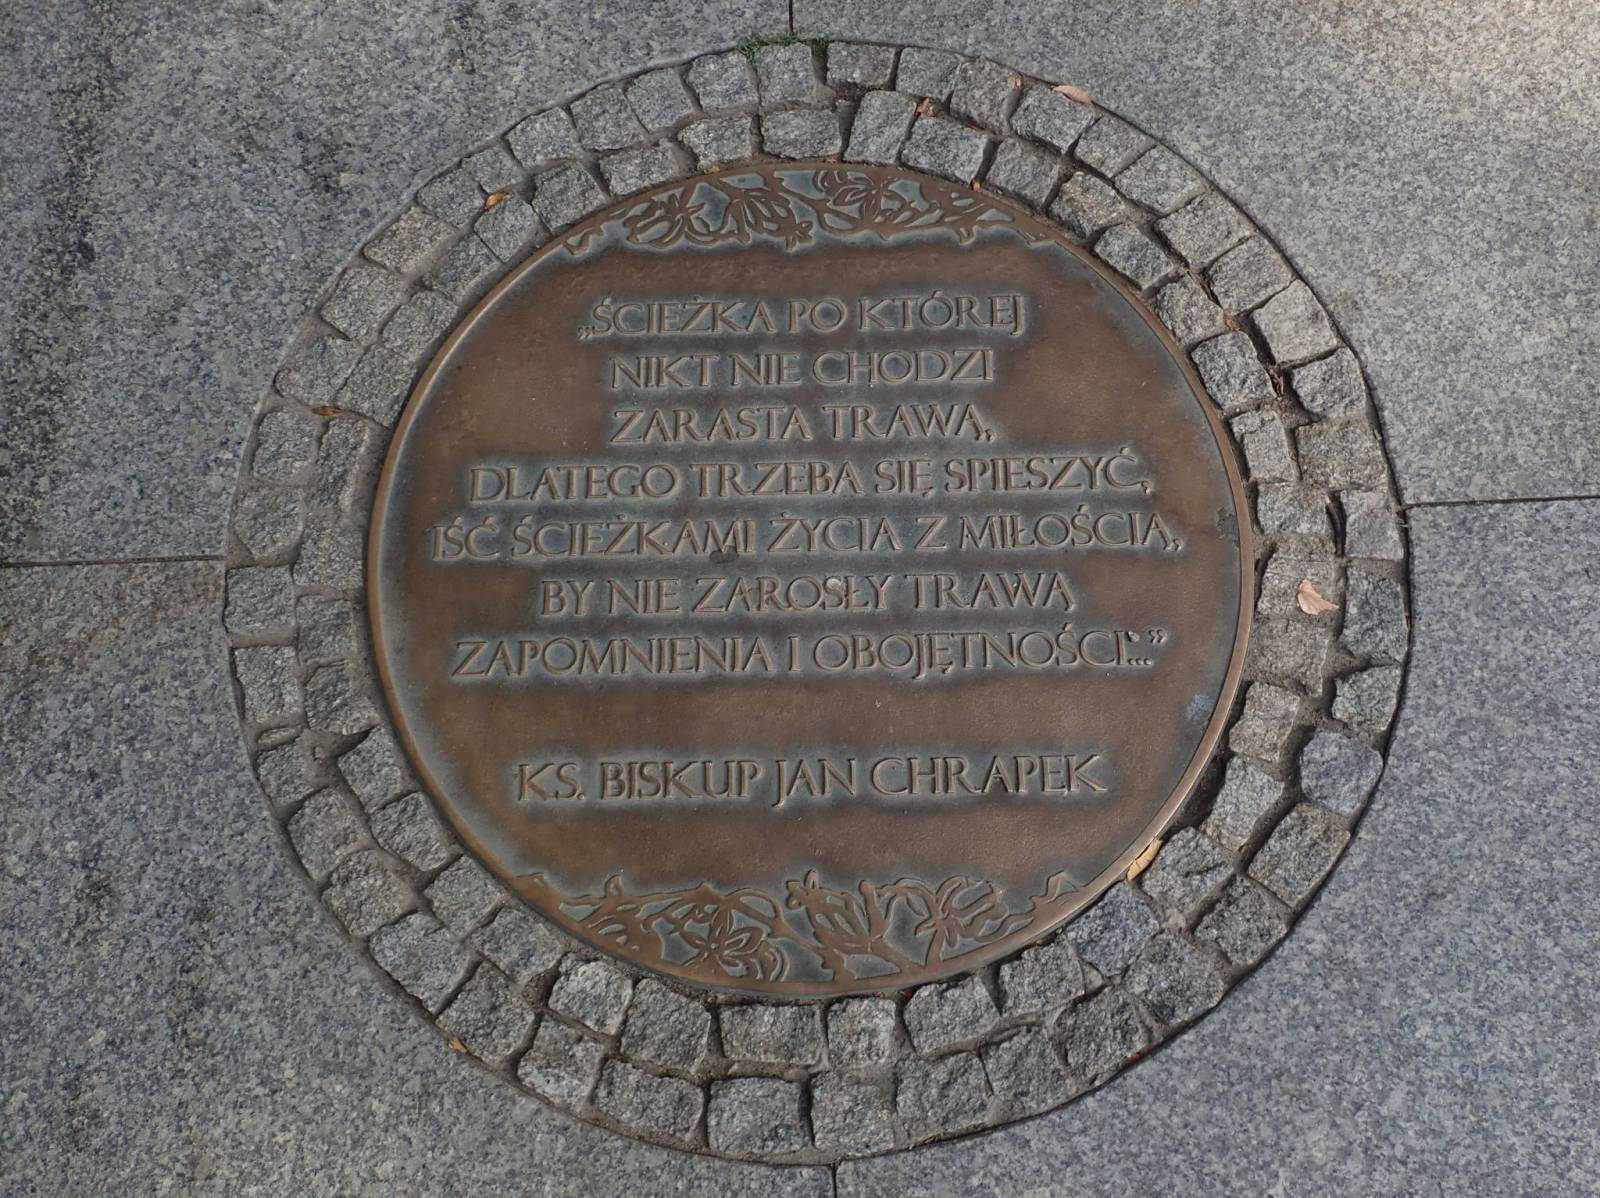 „ŚCIEŻKA PO KTÓREJ
NIKT NIE CHODZI
ZARASTA TRAWĄ,
DLATEGO TRZEBA SIĘ SPIESZYĆ,
IŚĆ ŚCIEŻKAMI ŻYCIA Z MIŁOŚCIĄ,
BY NIE ZAROSŁY TRAWĄ
ZAPOMNIENIA I OBOJĘTNOŚCI..."
KS. BISKUP JAN CHRAPEK